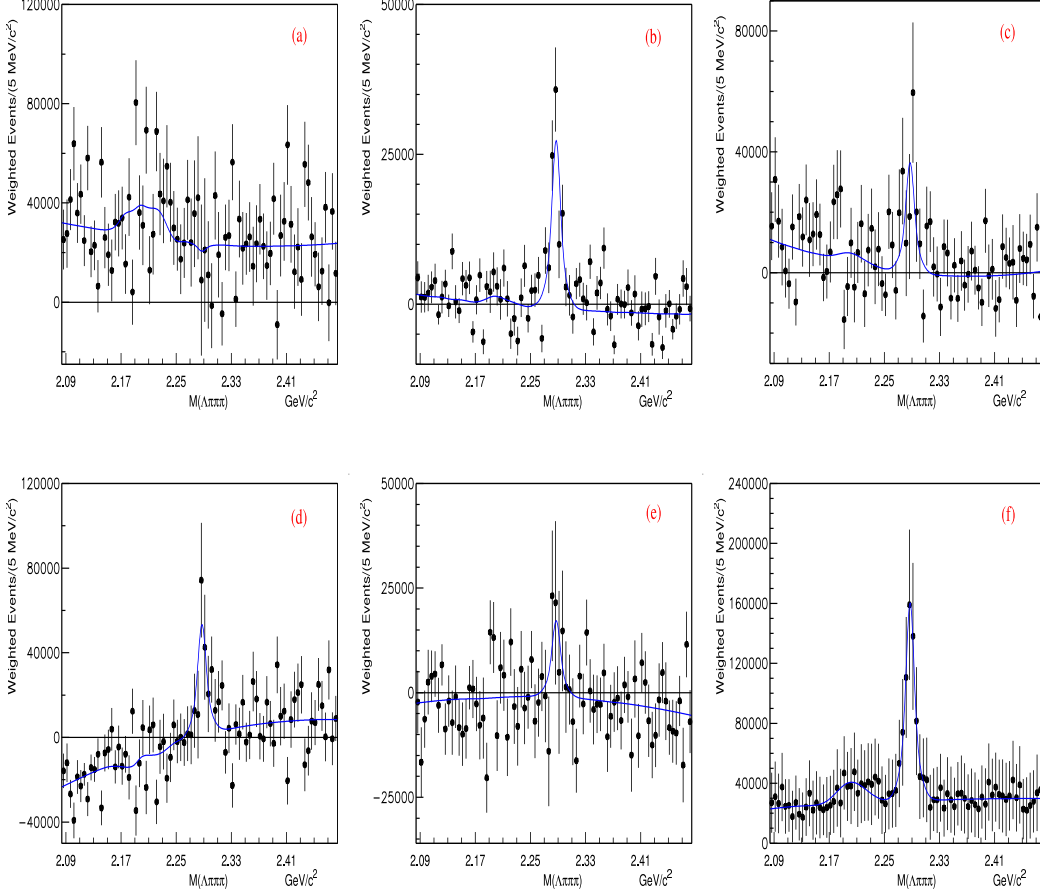 (a)
Weighted Events/(5 MeV/c²)
120000
80000
40000
0
2.09 2.17 2.25 2.33 2.41
M(Λπππ) GeV/c²
(b)
Weighted Events/(5 MeV/c²)
50000
25000
0
2.09 2.17 2.25 2.33 2.41
M(Λπππ) GeV/c²
(c)
Weighted Events/(5 MeV/c²)
80000
40000
0
2.09 2.17 2.25 2.33 2.41
M(Λπππ) GeV/c²
(d)
Weighted Events/(5 MeV/c²)
120000
80000
40000
0
−40000
2.09 2.17 2.25 2.33 2.41
M(Λπππ) GeV/c²
(e)
Weighted Events/(5 MeV/c²)
50000
25000
0
−25000
2.09 2.17 2.25 2.33 2.41
M(Λπππ) GeV/c²
(f)
Weighted Events/(5 MeV/c²)
240000
200000
160000
120000
80000
40000
0
2.09 2.17 2.25 2.33 2.41
M(Λπππ) GeV/c²